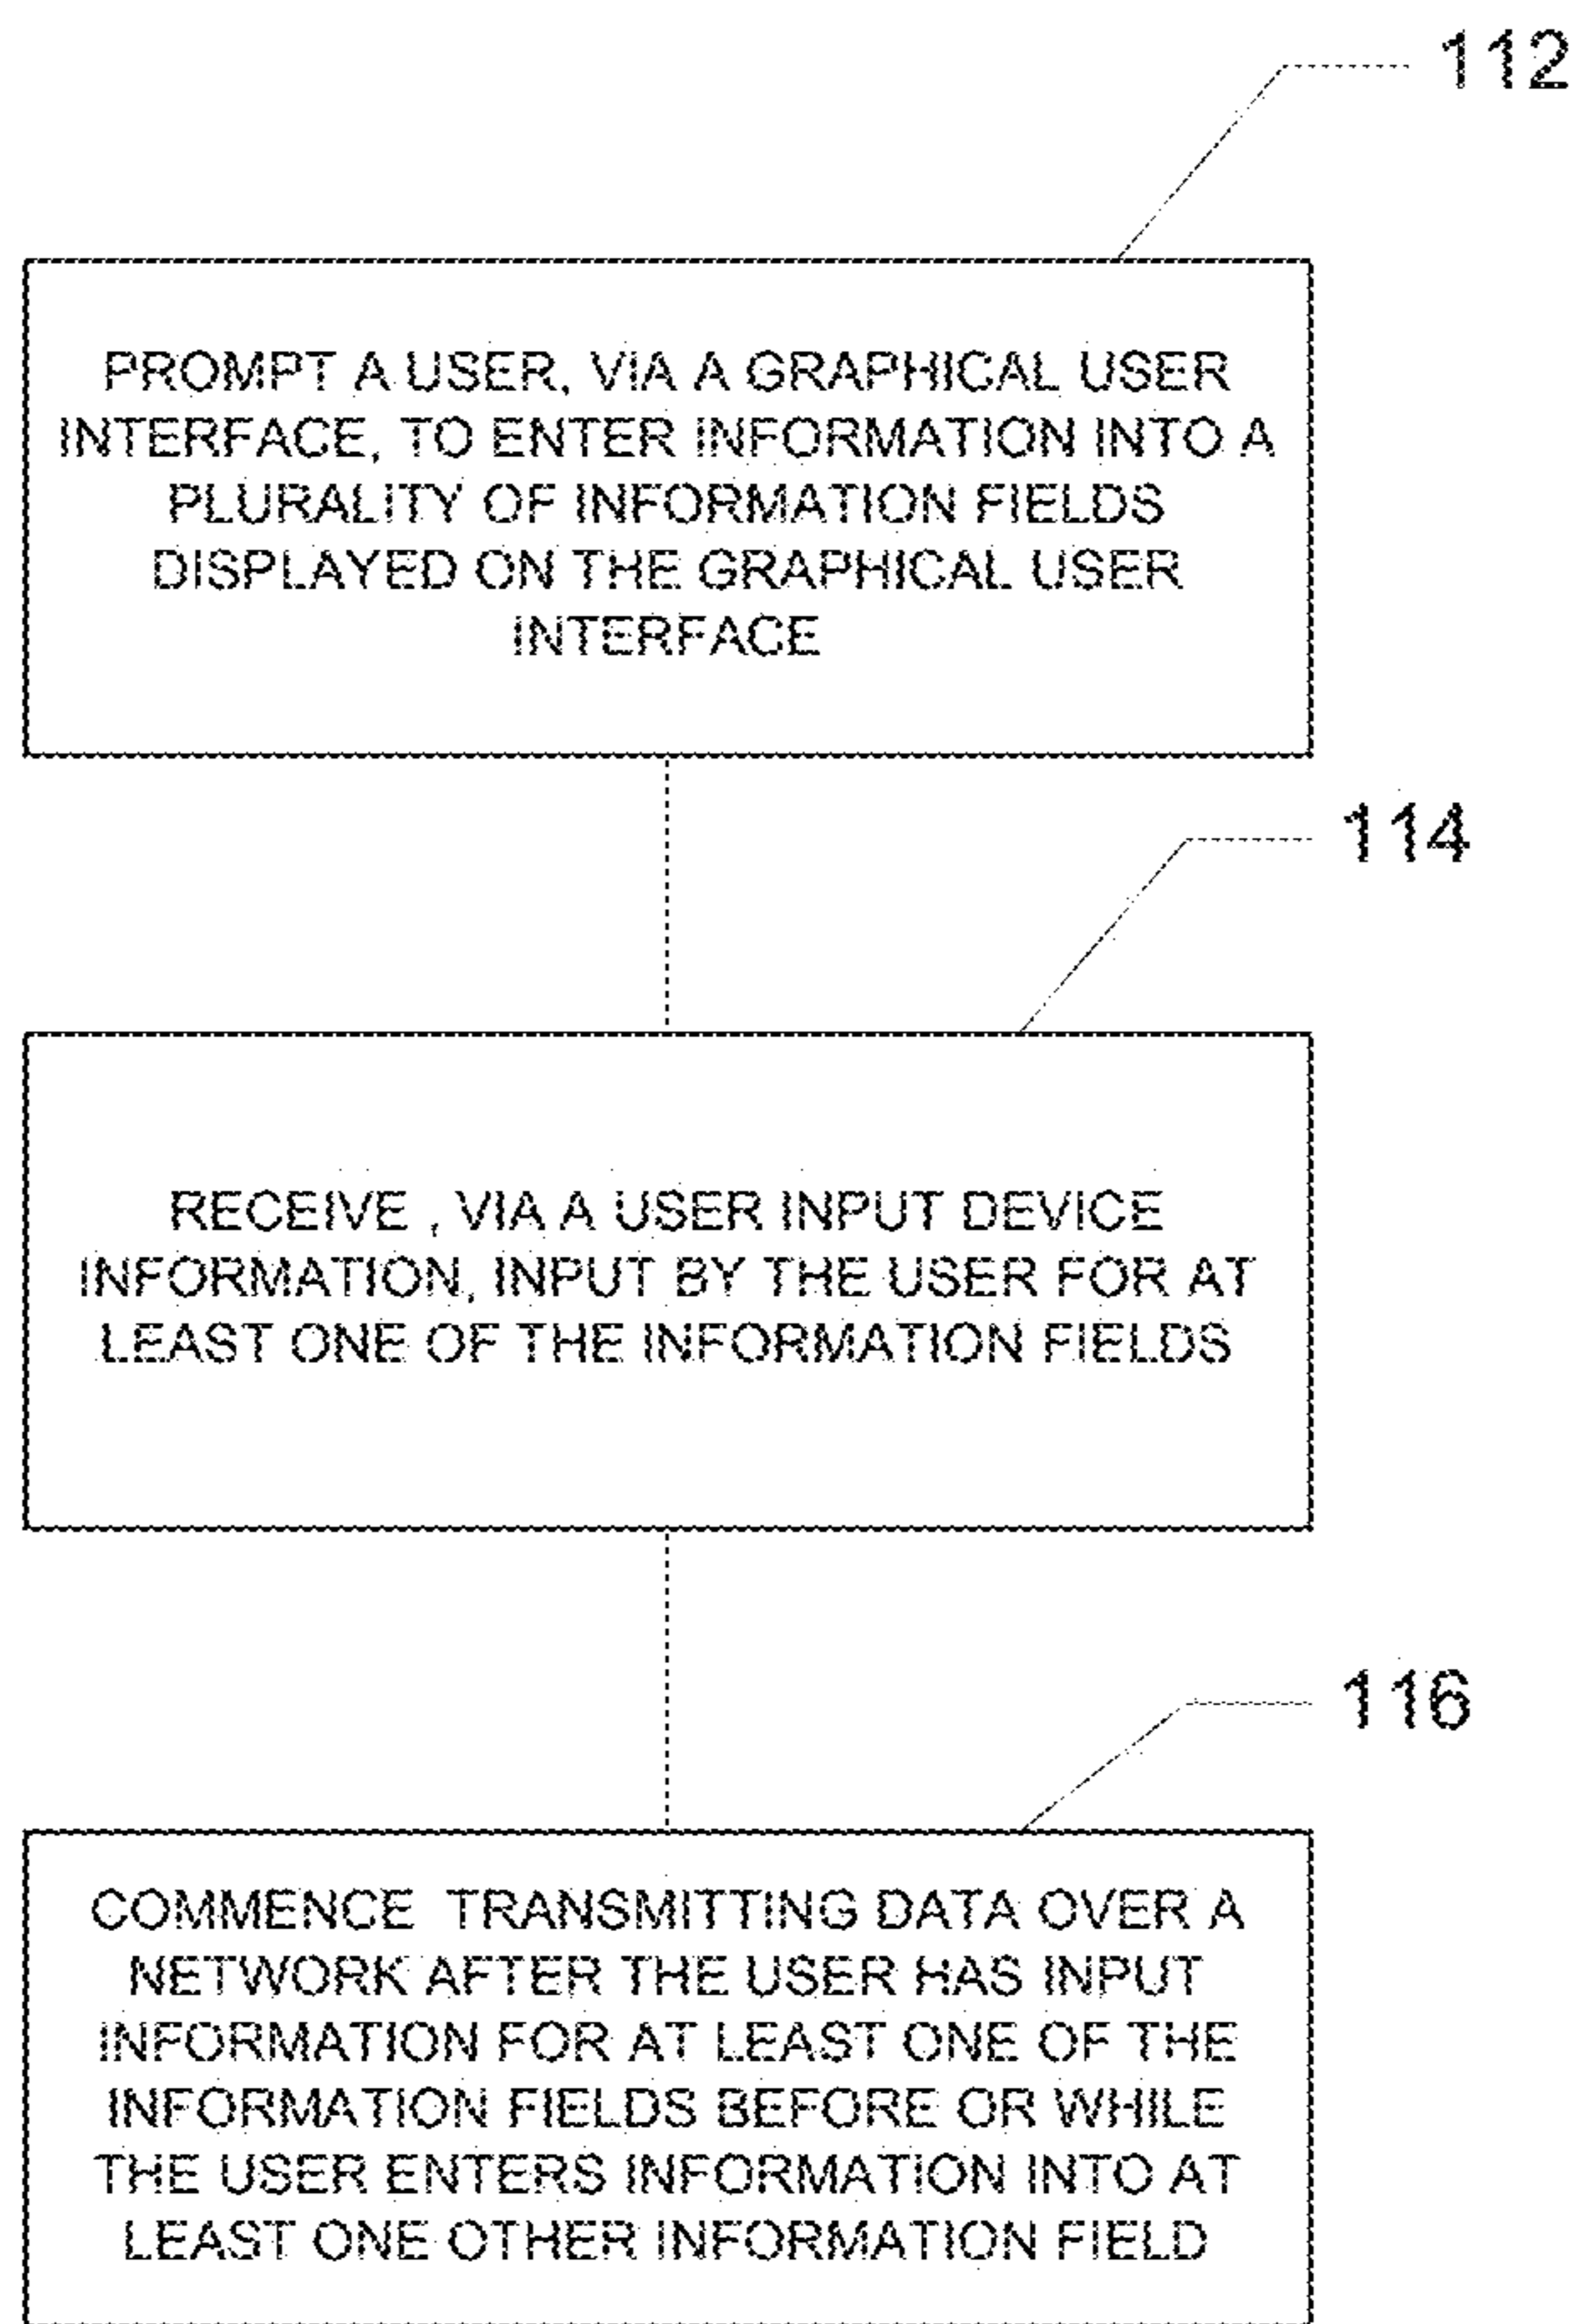 112
PROMPT A USER, VIA A GRAPHICAL USER
INTERFACE, TO ENTER INFORMATION INTO A
PLURALITY OF INFORMATION FIELDS
DISPLAYED ON THE GRAPHICAL USER
INTERFACE
114
RECEIVE , VIA A USER INPUT DEVICE
INFORMATION, INPUT BY THE USER FOR AT
LEAST ONE OF THE INFORMATION FIELDS
116
COMMENCE TRANSMITTING DATA OVER A
NETWORK AFTER THE USER HAS INPUT
INFORMATION FOR AT LEAST ONE OF THE
INFORMATION FIELDS BEFORE OR WHILE
THE USER ENTERS INFORMATION INTO AT
LEAST ONE OTHER INFORMATION FIELD